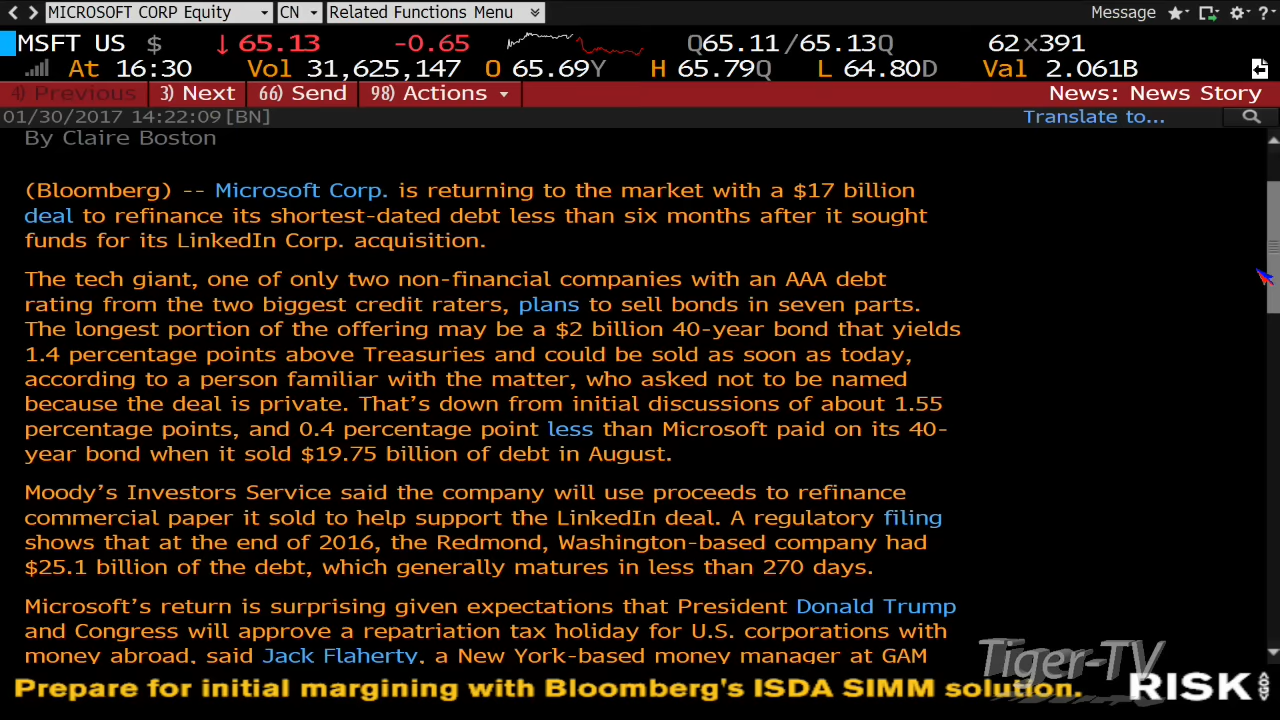 MICROSOFT CORP Equity CN Related Functions Menu Message ?
MSFT US $ ↓65.13 -0.65 Q65.11/65.13Q 62x391
At 16:30 Vol 31,625,147 O 65.69Y H 65.79Q L 64.80D Val 2.061B
4) Previous 3) Next 66) Send 98) Actions News: News Story
01/30/2017 14:22:09 [BN] Translate to...
By Claire Boston
(Bloomberg) -- Microsoft Corp. is returning to the market with a $17 billion
deal to refinance its shortest-dated debt less than six months after it sought
funds for its LinkedIn Corp. acquisition.
The tech giant, one of only two non-financial companies with an AAA debt
rating from the two biggest credit raters, plans to sell bonds in seven parts.
The longest portion of the offering may be a $2 billion 40-year bond that yields
1.4 percentage points above Treasuries and could be sold as soon as today,
according to a person familiar with the matter, who asked not to be named
because the deal is private. That's down from initial discussions of about 1.55
percentage points, and 0.4 percentage point less than Microsoft paid on its 40-
year bond when it sold $19.75 billion of debt in August.
Moody's Investors Service said the company will use proceeds to refinance
commercial paper it sold to help support the LinkedIn deal. A regulatory filing
shows that at the end of 2016, the Redmond, Washington-based company had
$25.1 billion of the debt, which generally matures in less than 270 days.
Microsoft's return is surprising given expectations that President Donald Trump
and Congress will approve a repatriation tax holiday for U.S. corporations with
money abroad, said Jack Flaherty, a New York-based money manager at GAM
Tiger-TV
Prepare for initial margining with Bloomberg's ISDA SIMM solution. RISK